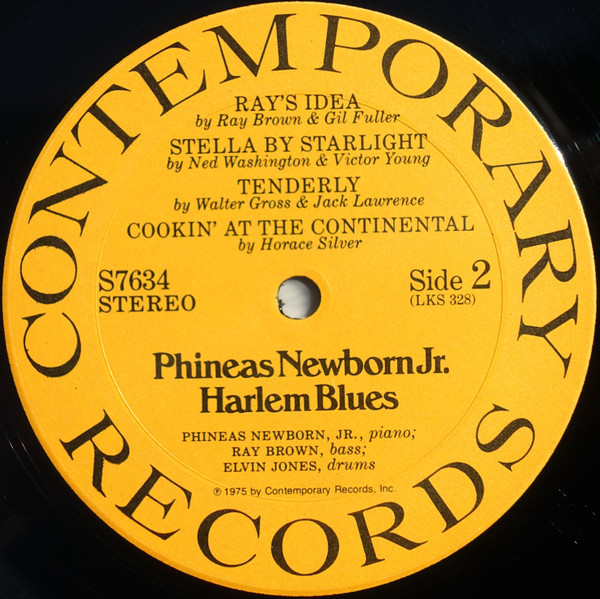 CONTEMPORARY
RAY'S IDEA
by Ray Brown & Gil Fuller
STELLA BY STARLIGHT
by Ned Washington & Victor Young
TENDERLY
by Walter Gross & Jack Lawrence
COOKIN' AT THE CONTINENTAL
by Horace Silver
S7634
STEREO
Side 2
(LKS 328)
Phineas Newborn Jr.
Harlem Blues
PHINEAS NEWBORN, JR., piano;
RAY BROWN, bass;
ELVIN JONES, drums
℗ 1975 by Contemporary Records, Inc.
RECORDS